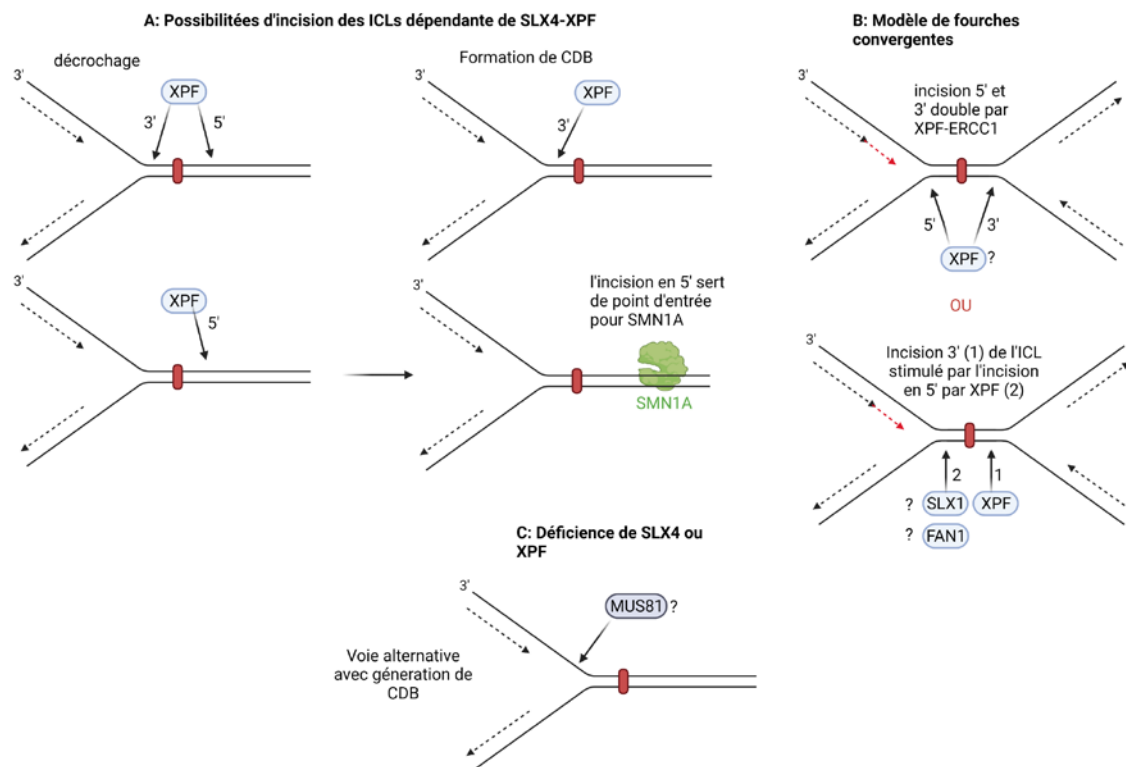 A: Possibilitées d'incision des ICLs dépendante de SLX4-XPF
décrochage
3'
XPF
3'
5'
Formation de CDB
3'
XPF
3'
3'
XPF
5'
3'
l'incision en 5' sert
de point d'entrée
pour SMN1A
SMN1A
B: Modèle de fourches
convergentes
3'
incision 5' et
3' double par
XPF-ERCC1
5'
3'
XPF ?
OU
3'
Incision 3' (1) de l'ICL
stimulé par l'incision
en 5' par XPF (2)
2
1
? SLX1
XPF
? FAN1
C: Déficience de SLX4 ou
XPF
3'
MUS81 ?
Voie alternative
avec géneration de
CDB